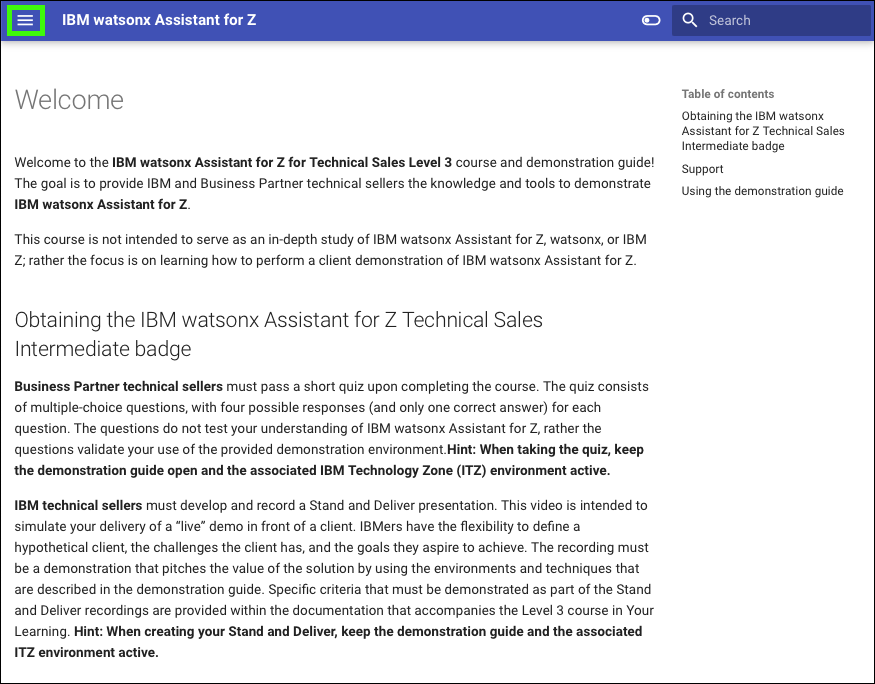 IBM watsonx Assistant for Z
Search
Welcome
Welcome to the IBM watsonx Assistant for Z for Technical Sales Level 3 course and demonstration guide!
The goal is to provide IBM and Business Partner technical sellers the knowledge and tools to demonstrate
IBM watsonx Assistant for Z.
This course is not intended to serve as an in-depth study of IBM watsonx Assistant for Z, watsonx, or IBM
Z; rather the focus is on learning how to perform a client demonstration of IBM watsonx Assistant for Z.
Obtaining the IBM watsonx Assistant for Z Technical Sales
Intermediate badge
Business Partner technical sellers must pass a short quiz upon completing the course. The quiz consists
of multiple-choice questions, with four possible responses (and only one correct answer) for each
question. The questions do not test your understanding of IBM watsonx Assistant for Z, rather the
questions validate your use of the provided demonstration environment.Hint: When taking the quiz, keep
the demonstration guide open and the associated IBM Technology Zone (ITZ) environment active.
IBM technical sellers must develop and record a Stand and Deliver presentation. This video is intended to
simulate your delivery of a “live” demo in front of a client. IBMers have the flexibility to define a
hypothetical client, the challenges the client has, and the goals they aspire to achieve. The recording must
be a demonstration that pitches the value of the solution by using the environments and techniques that
are described in the demonstration guide. Specific criteria that must be demonstrated as part of the Stand
and Deliver recordings are provided within the documentation that accompanies the Level 3 course in Your
Learning. Hint: When creating your Stand and Deliver, keep the demonstration guide and the associated
ITZ environment active.
Table of contents
Obtaining the IBM watsonx
Assistant for Z Technical Sales
Intermediate badge
Support
Using the demonstration guide